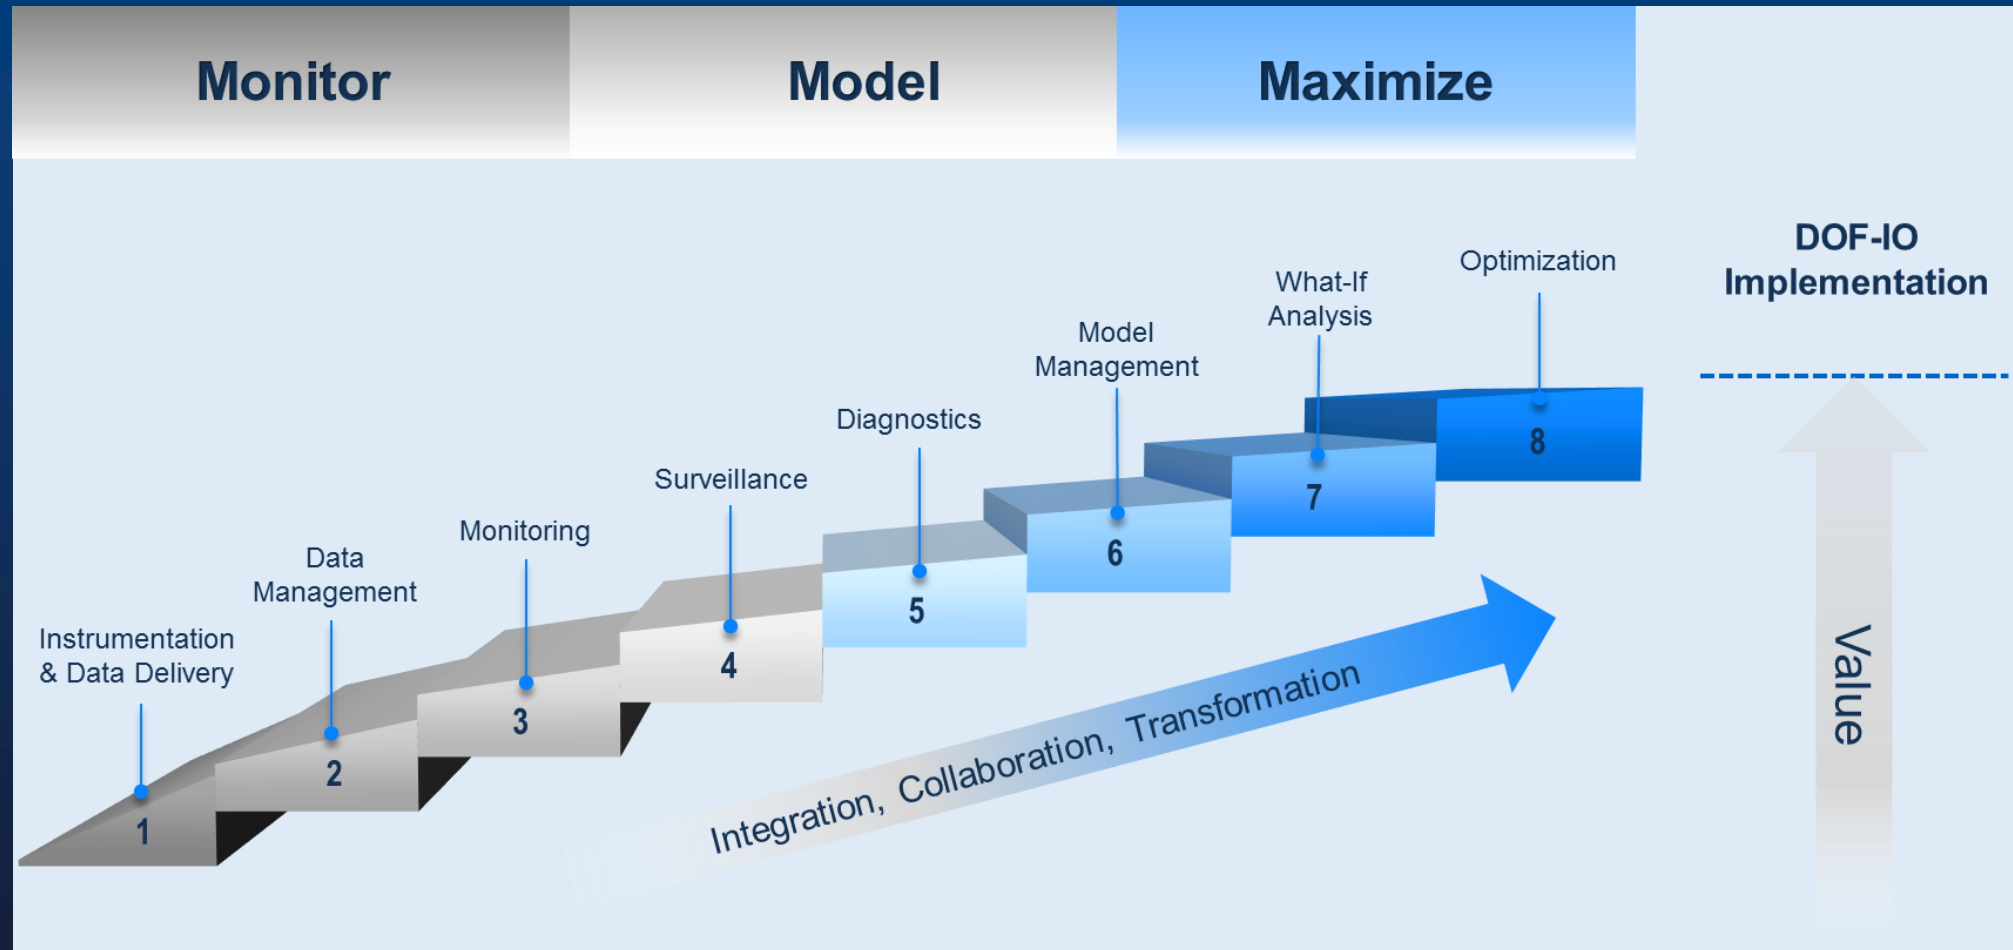 Monitor
Model
Maximize
DOF-IO
Implementation
Optimization
What-If
Analysis
Model
Management
Diagnostics
Surveillance
Monitoring
Data
Management
Instrumentation
& Data Delivery
1
2
3
4
5
6
7
8
Integration, Collaboration, Transformation
Value